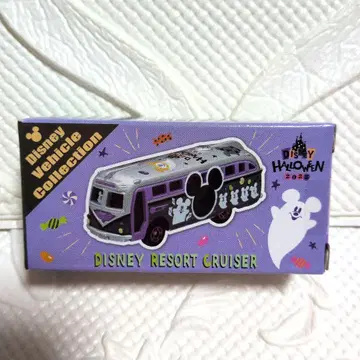 Disney
Vehicle
Collection
DISNEY
HALLOWEEN
DISNEY RESORT CRUISER